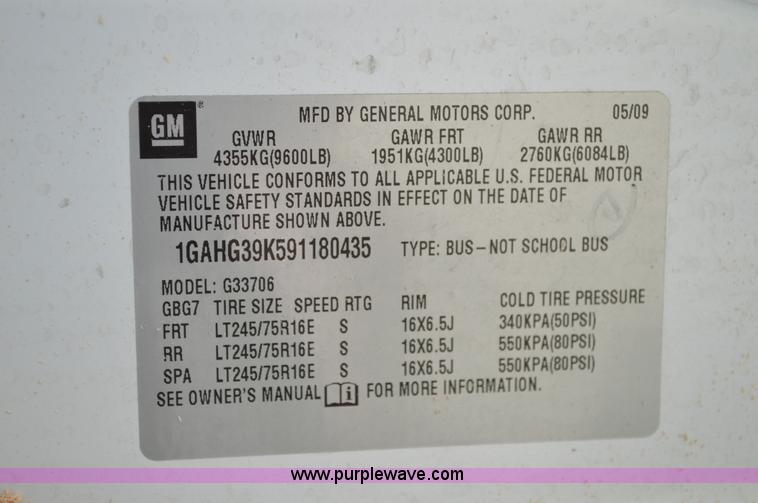 GM ® MFD BY GENERAL MOTORS CORP. 05/09
GVWR GAWR FRT GAWR RR
4355KG(9600LB) 1951KG(4300LB) 2760KG(6084LB)
THIS VEHICLE CONFORMS TO ALL APPLICABLE U.S. FEDERAL MOTOR
VEHICLE SAFETY STANDARDS IN EFFECT ON THE DATE OF
MANUFACTURE SHOWN ABOVE.
1GAHG39K591180435 TYPE: BUS-NOT SCHOOL BUS
MODEL: G33706
GBG7 TIRE SIZE SPEED RTG RIM COLD TIRE PRESSURE
FRT LT245/75R16E S 16X6.5J 340KPA(50PSI)
RR LT245/75R16E S 16X6.5J 550KPA(80PSI)
SPA LT245/75R16E S 16X6.5J 550KPA(80PSI)
SEE OWNER'S MANUAL i FOR MORE INFORMATION.
www.purplewave.com